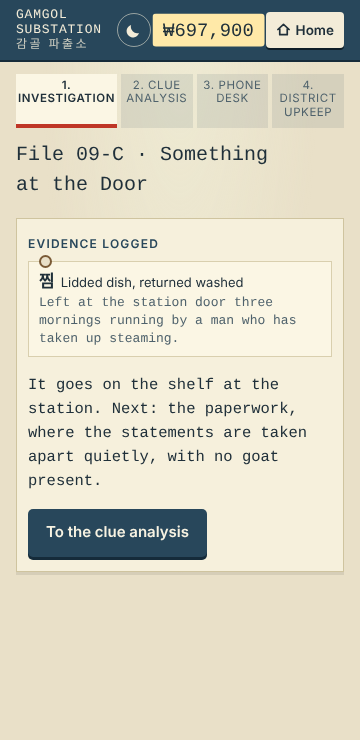 GAMGOL
SUBSTATION
감골 파출소
₩697,900
Home
1.
INVESTIGATION
2. CLUE
ANALYSIS
3. PHONE
DESK
4.
DISTRICT
UPKEEP
File 09-C · Something
at the Door
EVIDENCE LOGGED
찜 Lidded dish, returned washed
Left at the station door three
mornings running by a man who has
taken up steaming.
It goes on the shelf at the
station. Next: the paperwork,
where the statements are taken
apart quietly, with no goat
present.
To the clue analysis